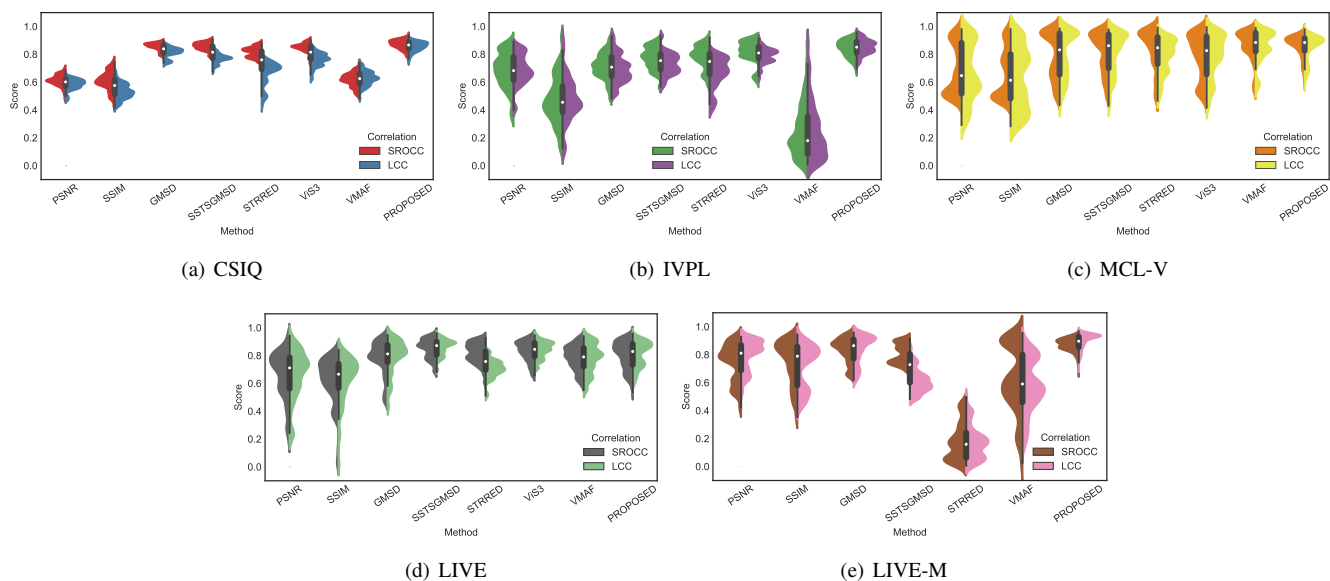 1.0
0.8
0.6
0.4
0.2
0.0
Score
Correlation
SROCC
LCC
PSNR
SSIM
GMSD
SSTSGMSD
STRRED
ViS3
VMAF
PROPOSED
Method
(a) CSIQ
1.0
0.8
0.6
0.4
0.2
0.0
Score
Correlation
SROCC
LCC
PSNR
SSIM
GMSD
SSTSGMSD
STRRED
ViS3
VMAF
PROPOSED
Method
(b) IVPL
1.0
0.8
0.6
0.4
0.2
0.0
Score
Correlation
SROCC
LCC
PSNR
SSIM
GMSD
SSTSGMSD
STRRED
ViS3
VMAF
PROPOSED
Method
(c) MCL-V
1.0
0.8
0.6
0.4
0.2
0.0
Score
Correlation
SROCC
LCC
PSNR
SSIM
GMSD
SSTSGMSD
STRRED
ViS3
VMAF
PROPOSED
Method
(d) LIVE
1.0
0.8
0.6
0.4
0.2
0.0
Score
Correlation
SROCC
LCC
PSNR
SSIM
GMSD
SSTSGMSD
STRRED
ViS3
VMAF
PROPOSED
Method
(e) LIVE-M